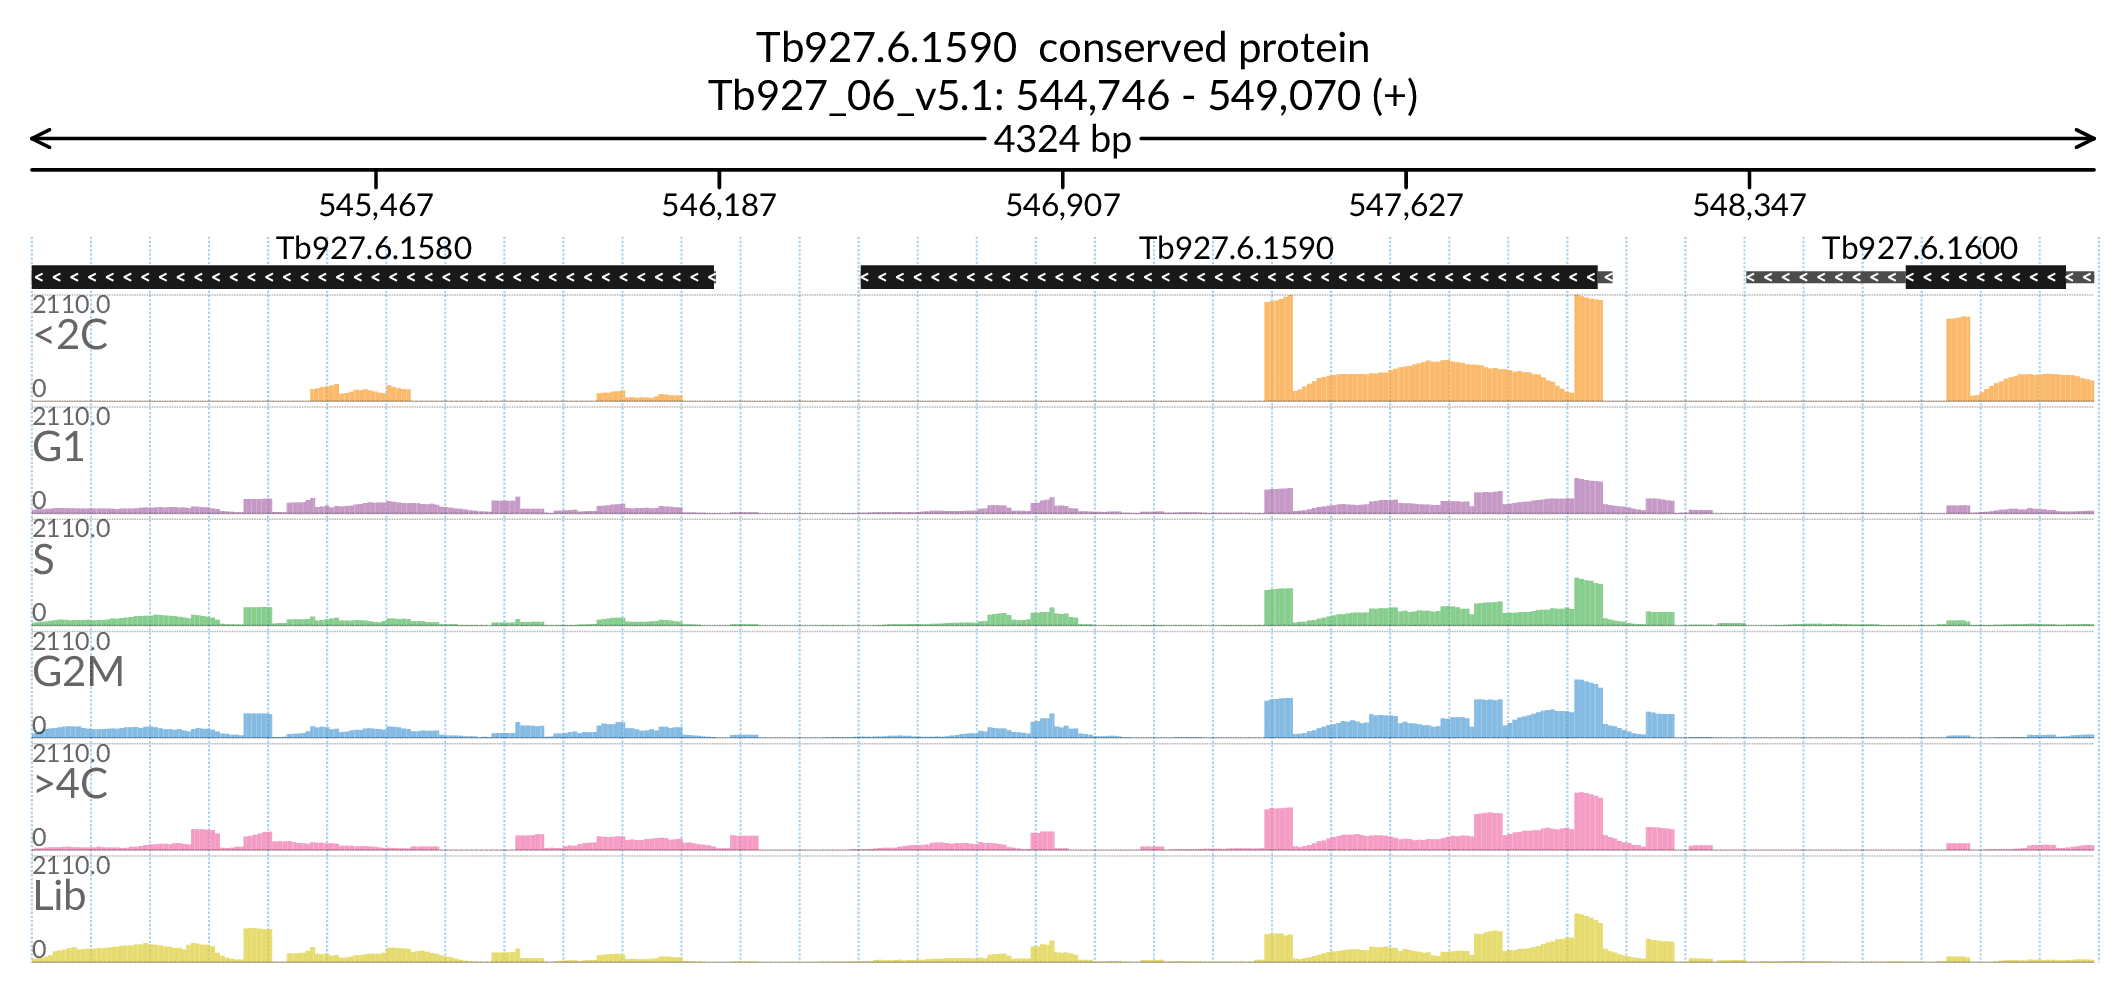 Tb927.6.1590 conserved protein
Tb927_06_v5.1: 544,746 - 549,070 (+)
4324 bp
545,467 546,187 546,907 547,627 548,347
Tb927.6.1580 Tb927.6.1590 Tb927.6.1600
2110.0
<2C
0
2110.0
G1
0
2110.0
S
0
2110.0
G2M
0
2110.0
>4C
0
2110.0
Lib
0